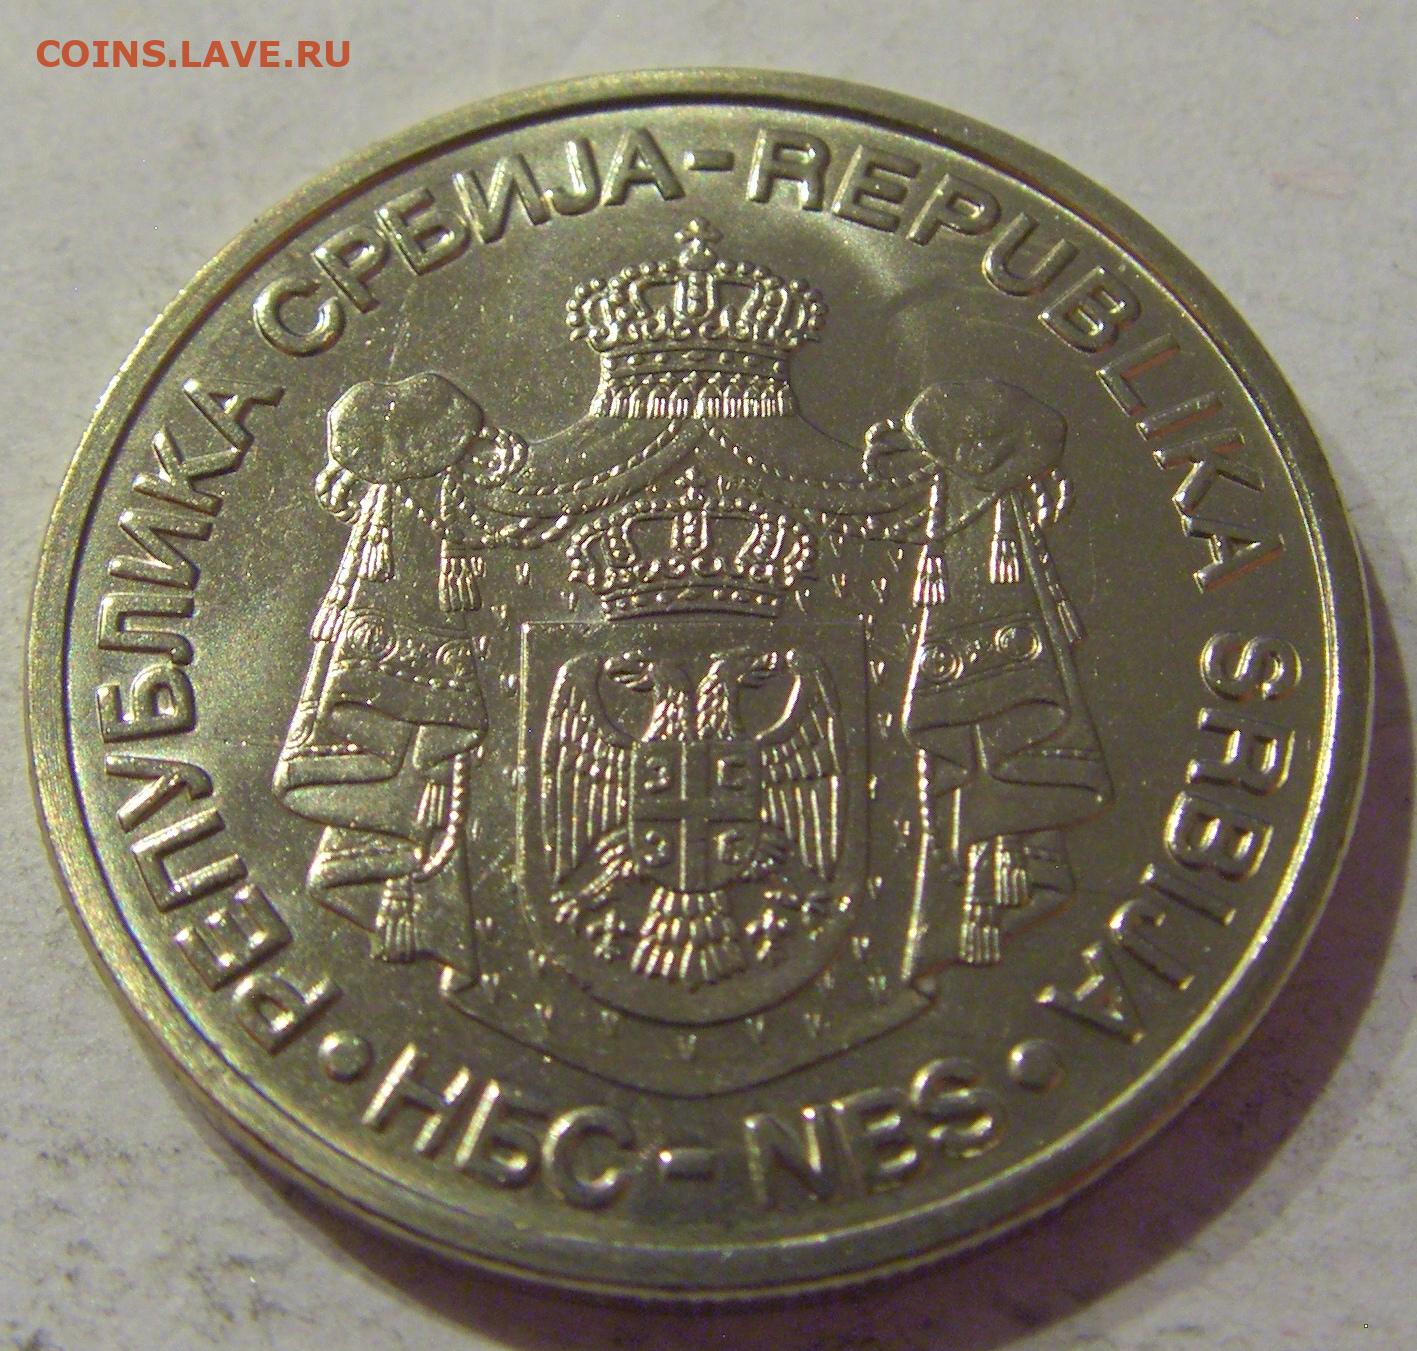 COINS.LAVE.RU
РЕПУБЛИКА СРБИЈА-REPUBLIKA SRBIJA
•НБС-NBS•